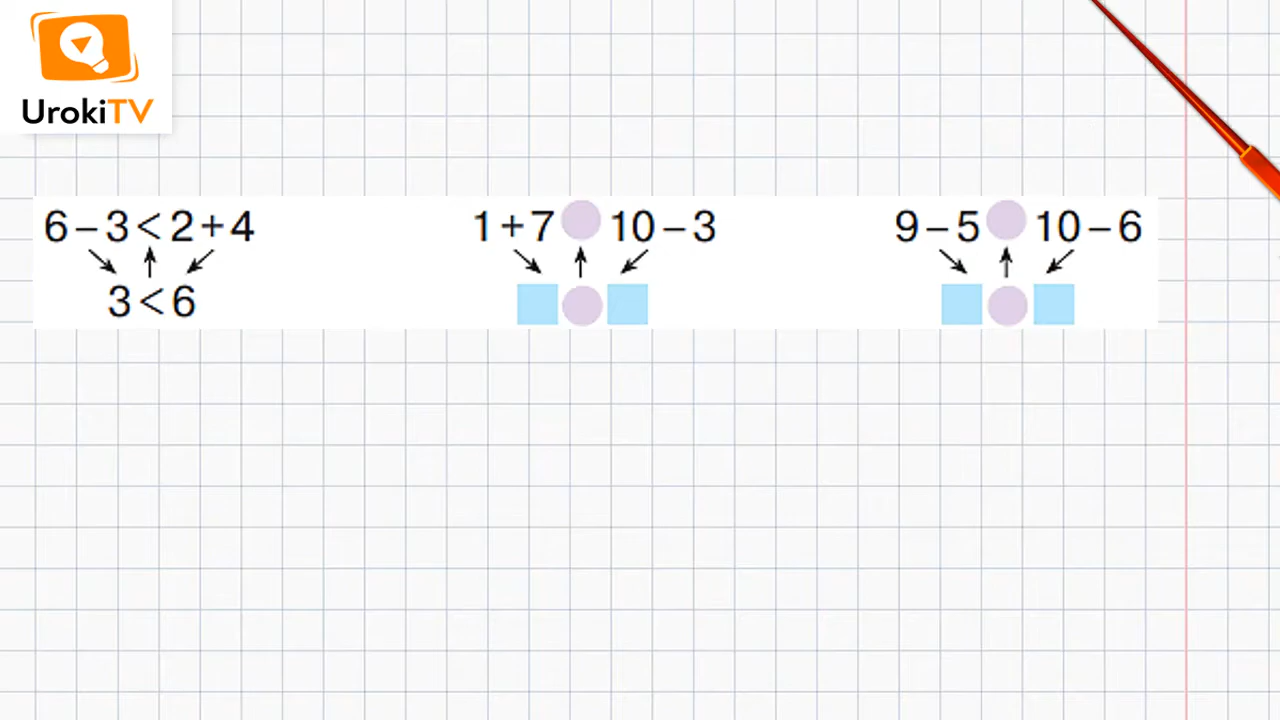 UrokiTV
6 – 3 < 2 + 4
3 < 6
1 + 7 10 – 3
9 – 5 10 – 6